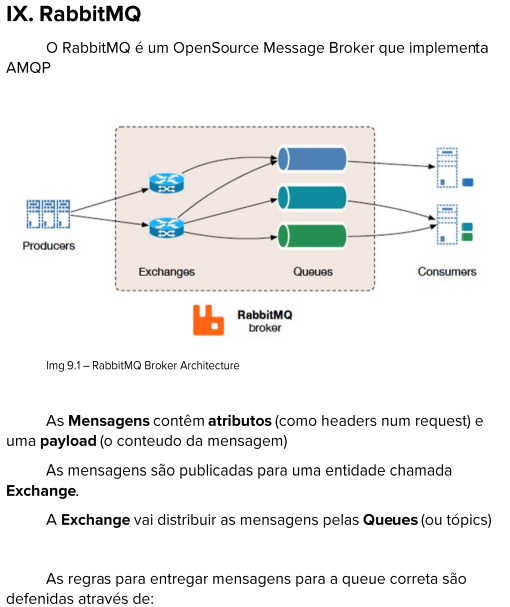 IX. RabbitMQ
O RabbitMQ é um OpenSource Message Broker que implementa
AMQP
Producers
Exchanges
Queues
Consumers
RabbitMQ
broker
Img 9.1 – RabbitMQ Broker Architecture
As Mensagens contêm atributos (como headers num request) e
uma payload (o conteudo da mensagem)
As mensagens são publicadas para uma entidade chamada
Exchange.
A Exchange vai distribuir as mensagens pelas Queues (ou tópics)
As regras para entregar mensagens para a queue correta são
defenidas através de: